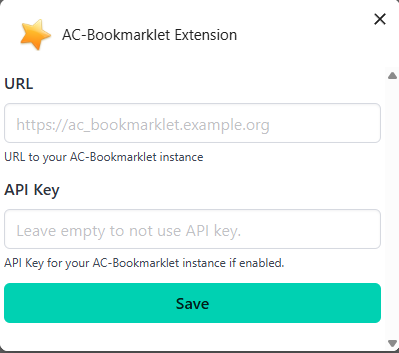 AC-Bookmarklet Extension
URL
https://ac_bookmarklet.example.org
URL to your AC-Bookmarklet instance
API Key
Leave empty to not use API key.
API Key for your AC-Bookmarklet instance if enabled.
Save